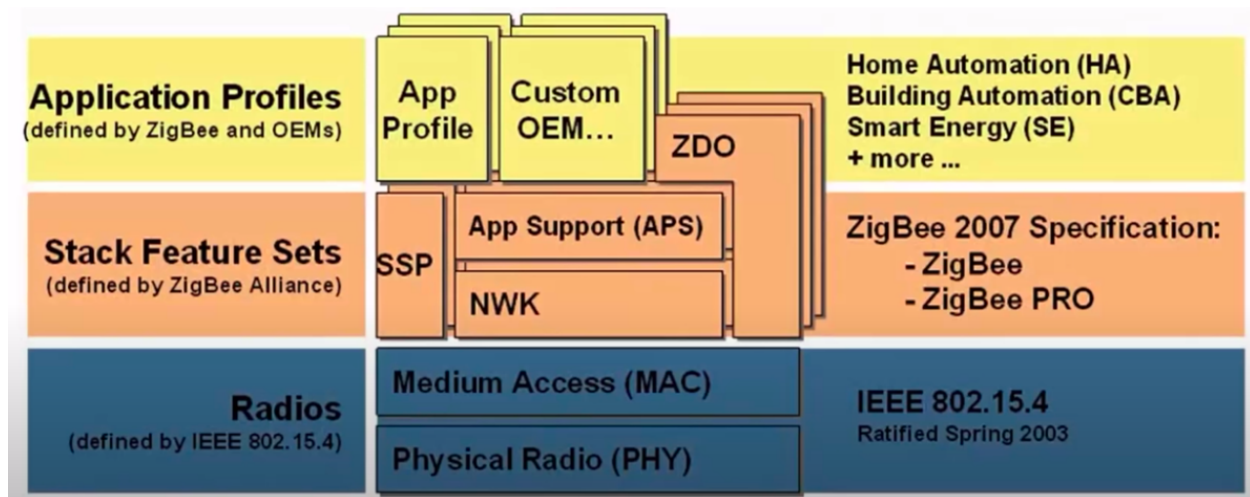 Application Profiles
(defined by ZigBee and OEMs)
App
Profile
Custom
OEM...
ZDO
Home Automation (HA)
Building Automation (CBA)
Smart Energy (SE)
+ more ...
Stack Feature Sets
(defined by ZigBee Alliance)
SSP
App Support (APS)
NWK
ZigBee 2007 Specification:
- ZigBee
- ZigBee PRO
Radios
(defined by IEEE 802.15.4)
Medium Access (MAC)
Physical Radio (PHY)
IEEE 802.15.4
Ratified Spring 2003